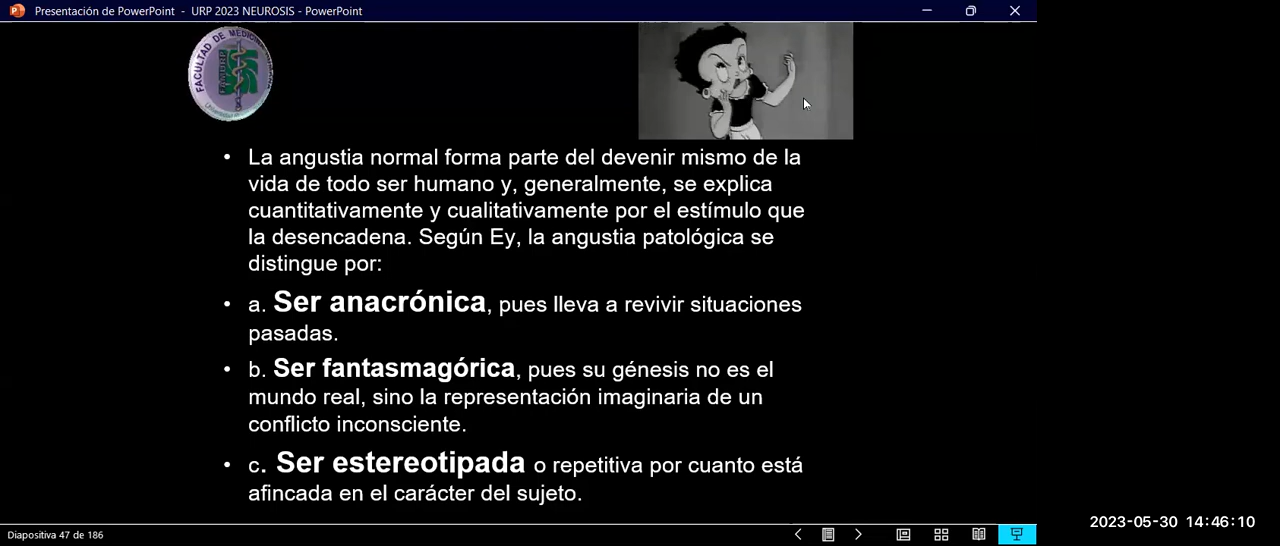 Presentación de PowerPoint - URP 2023 NEUROSIS - PowerPoint
FACULTAD DE MEDICINA HUMANA
• La angustia normal forma parte del devenir mismo de la
vida de todo ser humano y, generalmente, se explica
cuantitativamente y cualitativamente por el estímulo que
la desencadena. Según Ey, la angustia patológica se
distingue por:
• a. Ser anacrónica, pues lleva a revivir situaciones
pasadas.
• b. Ser fantasmagórica, pues su génesis no es el
mundo real, sino la representación imaginaria de un
conflicto inconsciente.
• c. Ser estereotipada o repetitiva por cuanto está
afincada en el carácter del sujeto.
2023-05-30 14:46:10
Diapositiva 47 de 186